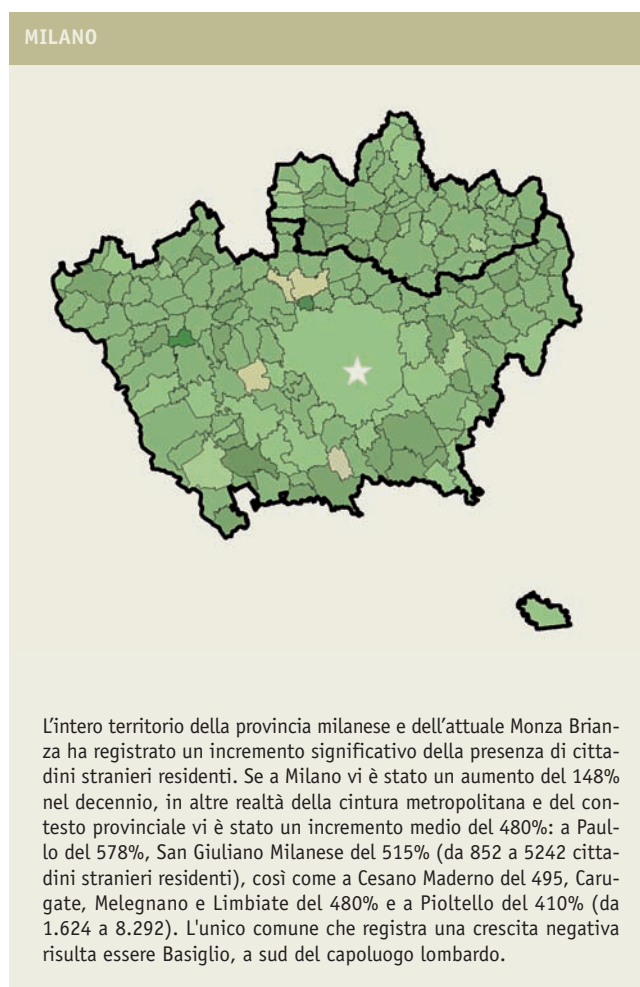 MILANO
L'intero territorio della provincia milanese e dell'attuale Monza Brian-
za ha registrato un incremento significativo della presenza di citta-
dini stranieri residenti. Se a Milano vi è stato un aumento del 148%
nel decennio, in altre realtà della cintura metropolitana e del con-
testo provinciale vi è stato un incremento medio del 480%: a Paul-
lo del 578%, San Giuliano Milanese del 515% (da 852 a 5242 citta-
dini stranieri residenti), così come a Cesano Maderno del 495, Caru-
gate, Melegnano e Limbiate del 480% e a Pioltello del 410% (da
1.624 a 8.292). L'unico comune che registra una crescita negativa
risulta essere Basiglio, a sud del capoluogo lombardo.